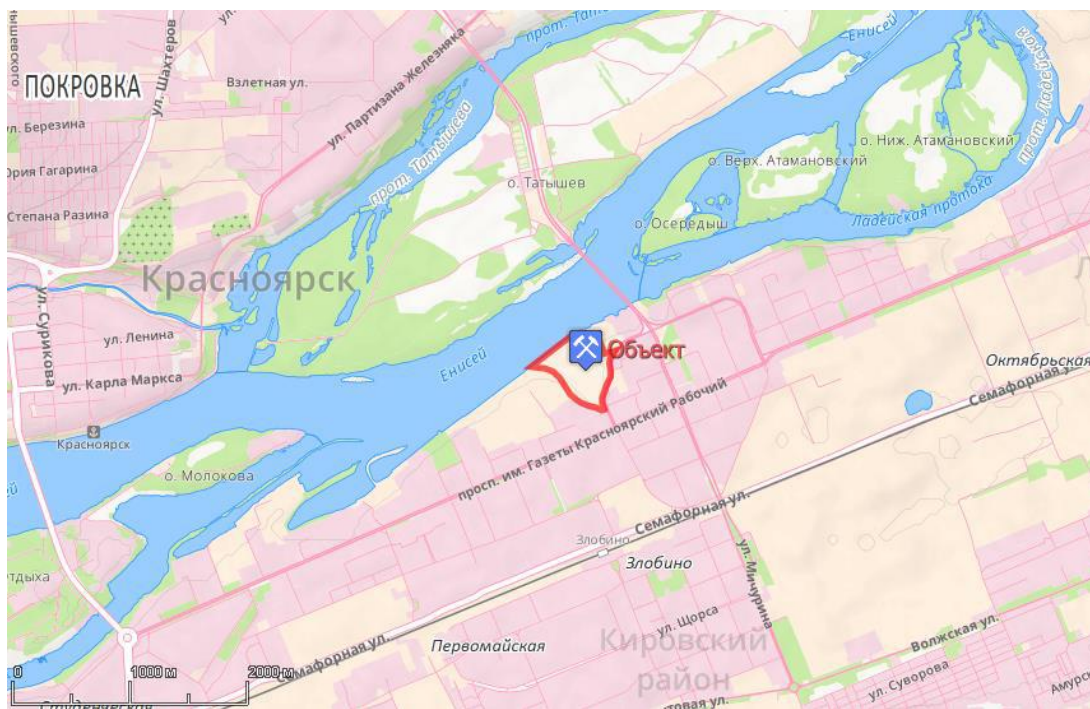 ул. Шахтеров
прот. Тат
Енисей
прот. Ладейская
ПОКРОВКА
Взлетная ул.
ул. Партизана Железняка
ул. Березина
прот. Татышева
о. Ниж. Атамановский
о. Верх. Атамановский
Гагарина
о. Татышев
Степана Разина
Ладейская протока
о. Осередыш
Красноярск
ул. Сурикова
ул. Ленина
Енисей
Объект
Октябрьская
ул. Карла Маркса
Семафорная ул.
просп. им. Газеты Красноярский Рабочий
Красноярск
о. Молокова
Семафорная ул.
Злобино
Злобино
ул. Мичурина
ул. Щорса
Первомайская
Кировский
район
Волжская ул.
Семафорная ул.
0
1000 м
2000 м
ул. Суворова